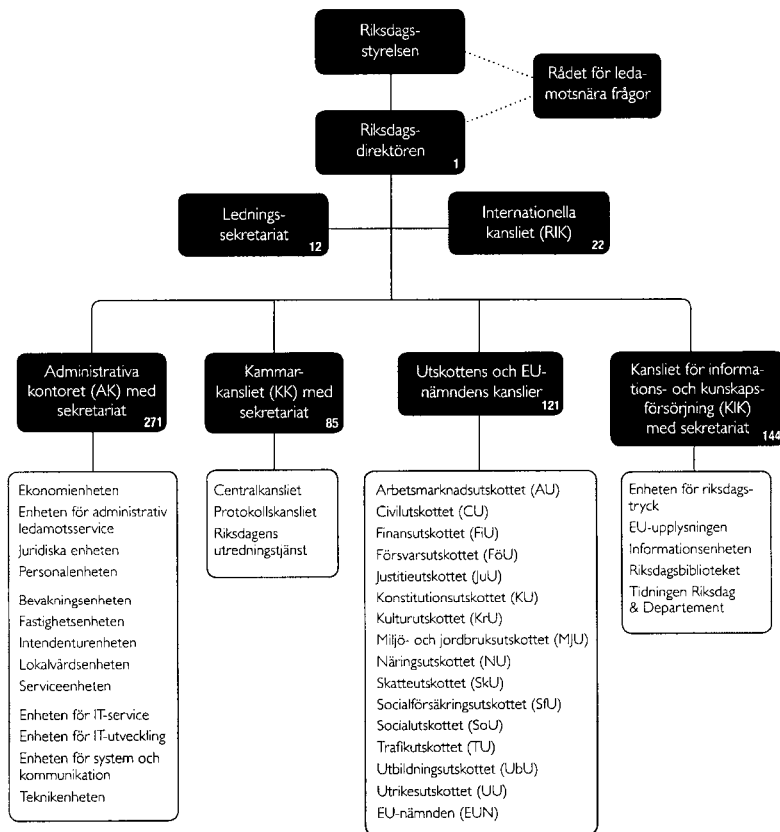 Riksdags-
styrelsen
Rådet för leda-
motsnära frågor
Riksdags-
direktören
1
Lednings-
sekretariat
12
Internationella
kansliet (RIK)
22
Administrativa
kontoret (AK) med
sekretariat
271
Kammar-
kansliet (KK) med
sekretariat
85
Utskottens och EU-
nämndens kanslier
121
Kansliet för informa-
tions- och kunskaps-
försörjning (KIK)
med sekretariat
144
Ekonomienheten
Enheten för administrativ
ledamotsservice
Juridiska enheten
Personalenheten
Bevakningsenheten
Fastighetsenheten
Intendenturenheten
Lokalvårdsenheten
Serviceenheten
Enheten för IT-service
Enheten för IT-utveckling
Enheten för system och
kommunikation
Teknikenheten
Centralkansliet
Protokollskansliet
Riksdagens
utredningstjänst
Arbetsmarknadsutskottet (AU)
Civilutskottet (CU)
Finansutskottet (FiU)
Försvarsutskottet (FöU)
Justitieutskottet (JuU)
Konstitutionsutskottet (KU)
Kulturutskottet (KrU)
Miljö- och jordbruksutskottet (MJU)
Näringsutskottet (NU)
Skatteutskottet (SkU)
Socialförsäkringsutskottet (SfU)
Socialutskottet (SoU)
Trafikutskottet (TU)
Utbildningsutskottet (UbU)
Utrikesutskottet (UU)
EU-nämnden (EUN)
Enheten för riksdags-
tryck
EU-upplysningen
Informationsenheten
Riksdagsbiblioteket
Tidningen Riksdag
& Departement